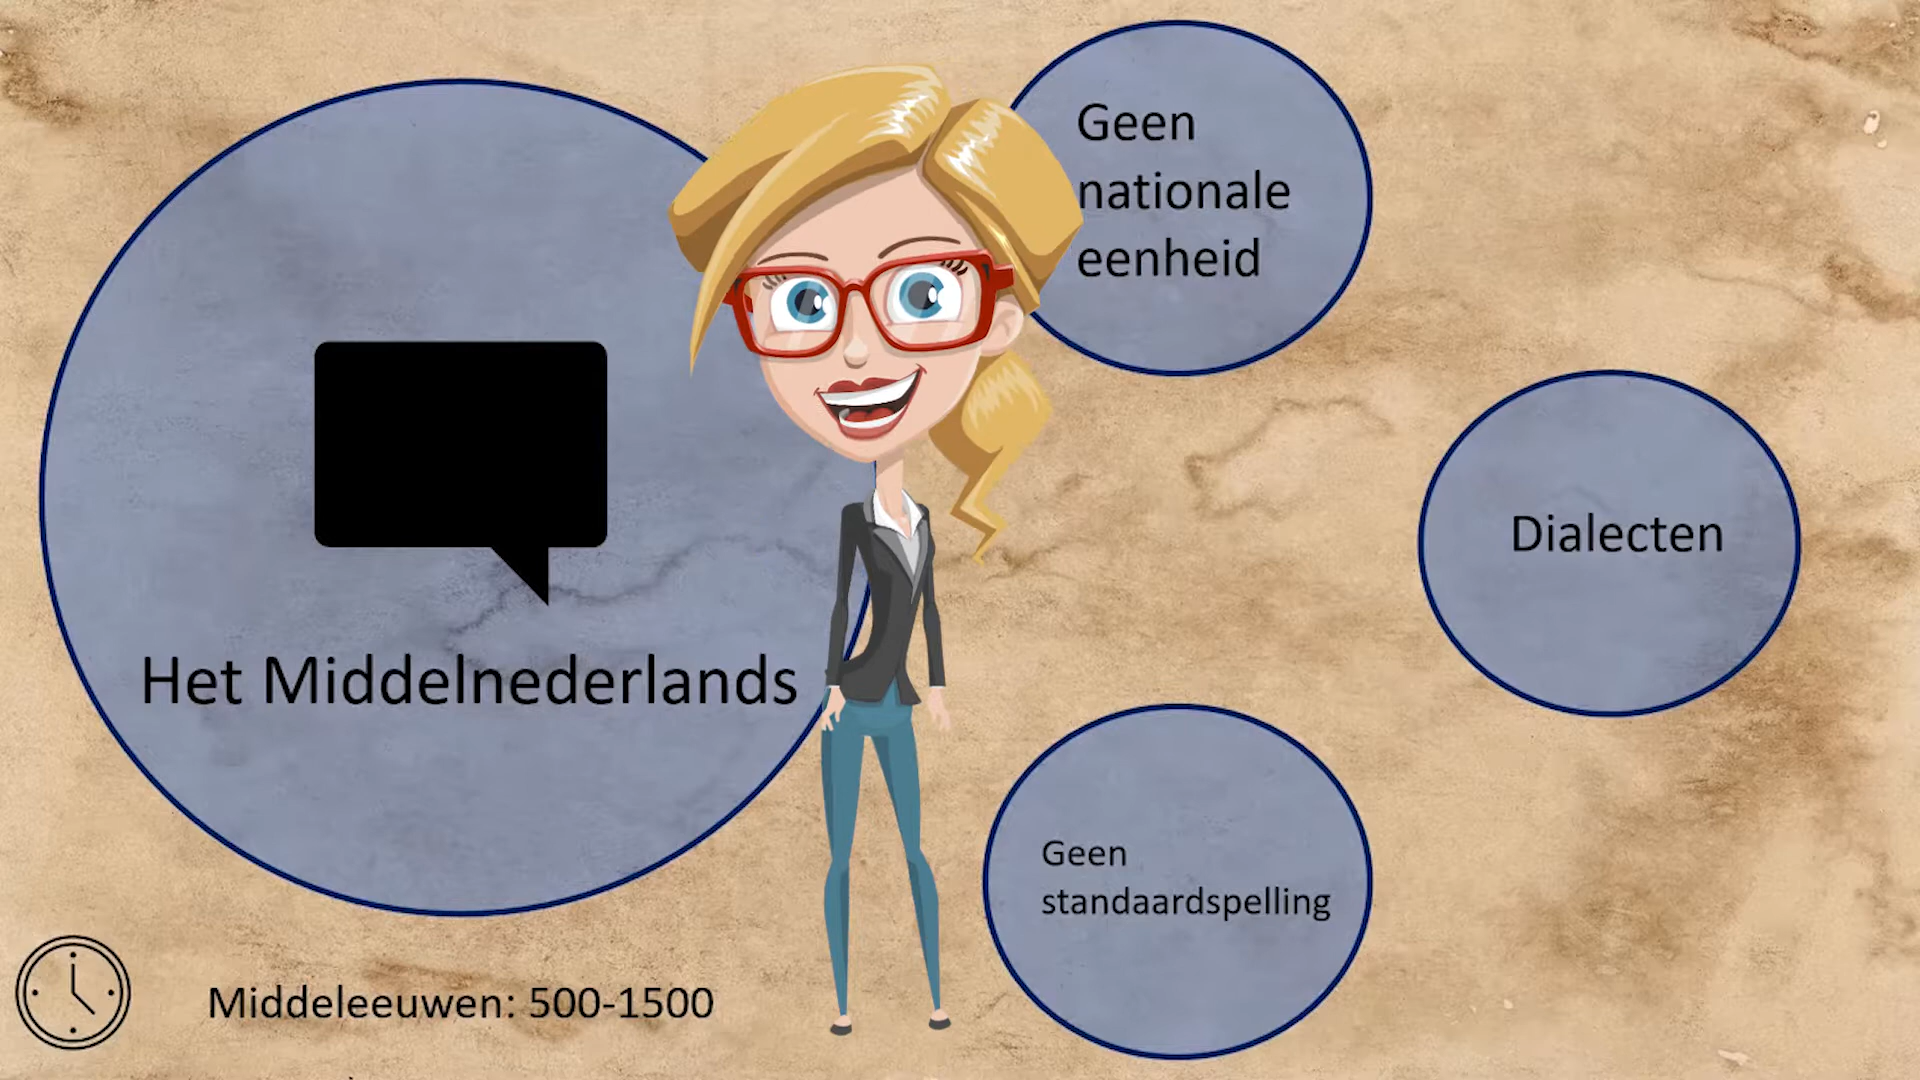 Geen
nationale
eenheid
Dialecten
Het Middelnederlands
Geen
standaardspelling
Middeleeuwen: 500-1500